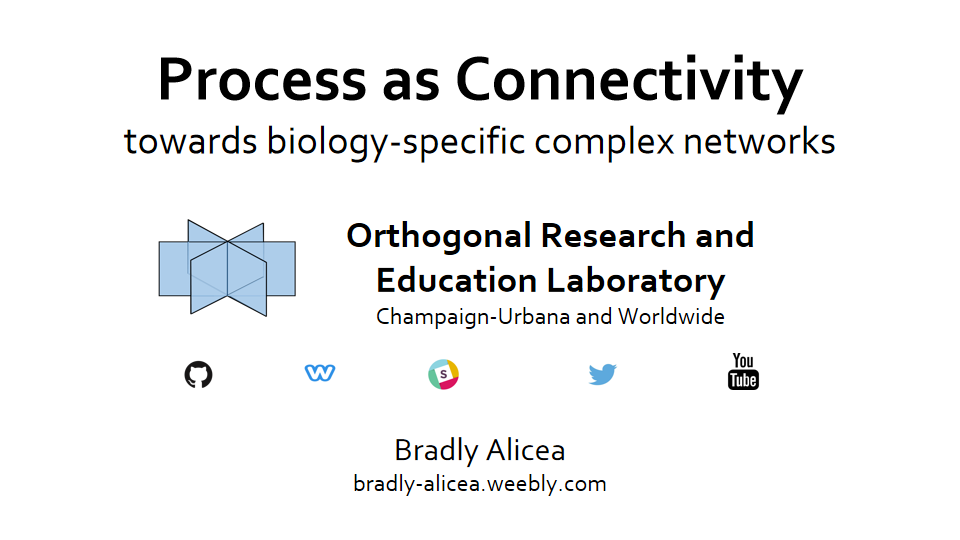 Process as Connectivity
towards biology-specific complex networks
Orthogonal Research and
Education Laboratory
Champaign-Urbana and Worldwide
W
S
You
Tube
Bradly Alicea
bradly-alicea.weebly.com